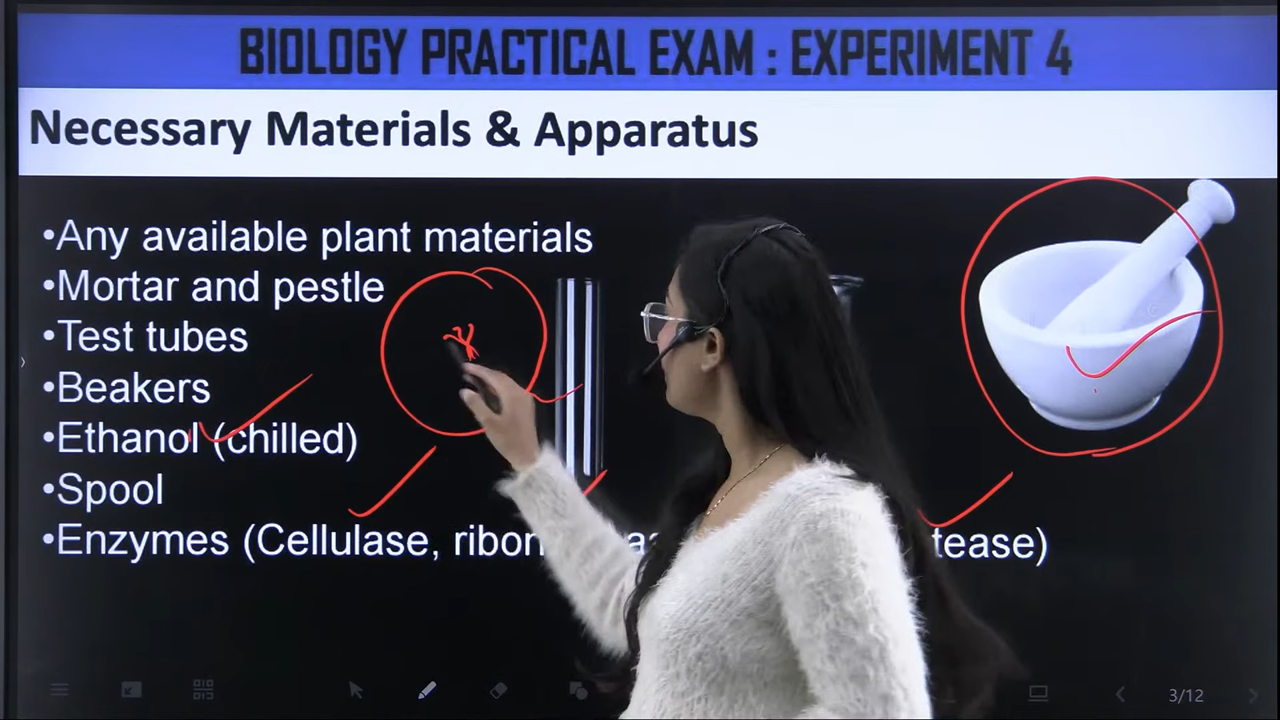 BIOLOGY PRACTICAL EXAM : EXPERIMENT 4
Necessary Materials & Apparatus
•Any available plant materials
•Mortar and pestle
•Test tubes
•Beakers
•Ethanol (chilled)
•Spool
•Enzymes (Cellulase, ribon tease)
3/12